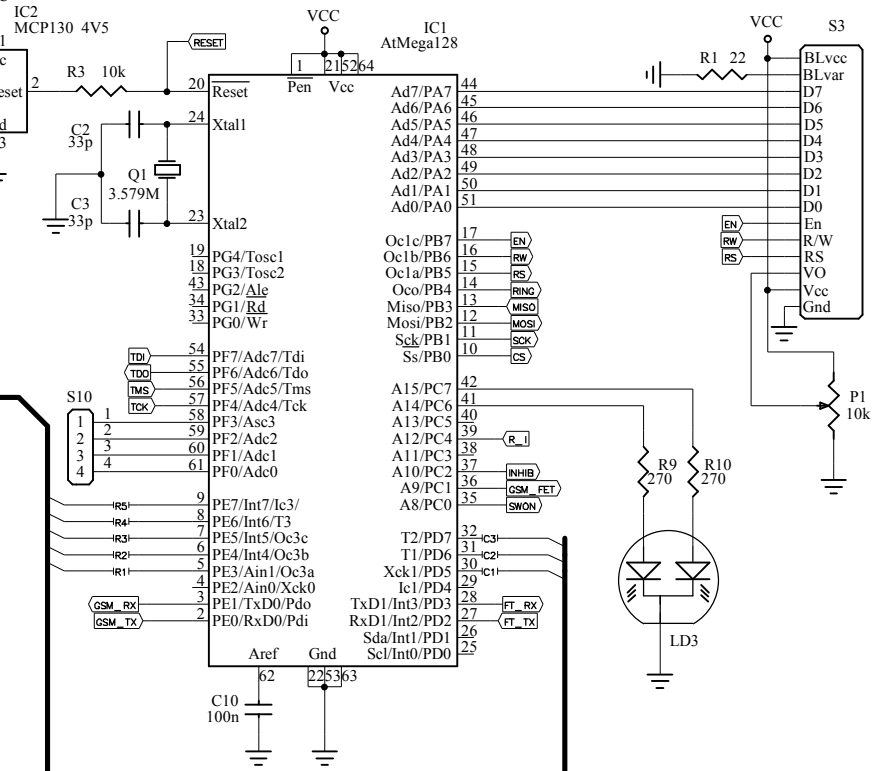 IC2
MCP130 4V5
1
c
2
eset
d
3
R3 10k
RESET
VCC
IC1
AtMega128
1 21 52 64
Pen Vcc
20 Reset
24 Xtal1
23 Xtal2
C2
33p
Q1
3.579M
C3
33p
19 PG4/Tosc1
18 PG3/Tosc2
43 PG2/Ale
34 PG1/Rd
33 PG0/Wr
TDI 54 PF7/Adc7/Tdi
TDO 55 PF6/Adc6/Tdo
TMS 56 PF5/Adc5/Tms
TCK 57 PF4/Adc4/Tck
S10
1 1 58 PF3/Asc3
2 2 59 PF2/Adc2
3 3 60 PF1/Adc1
4 4 61 PF0/Adc0
R5 9 PE7/Int7/Ic3/
R4 8 PE6/Int6/T3
R3 7 PE5/Int5/Oc3c
R2 6 PE4/Int4/Oc3b
R1 5 PE3/Ain1/Oc3a
4 PE2/Ain0/Xck0
GSM_RX 3 PE1/TxD0/Pdo
GSM_TX 2 PE0/RxD0/Pdi
Aref Gnd
62 22 53 63
C10
100n
Ad7/PA7 44
Ad6/PA6 45
Ad5/PA5 46
Ad4/PA4 47
Ad3/PA3 48
Ad2/PA2 49
Ad1/PA1 50
Ad0/PA0 51
Oc1c/PB7 17 EN
Oc1b/PB6 16 RW
Oc1a/PB5 15 RS
Oco/PB4 14 RING
Miso/PB3 13 MISO
Mosi/PB2 12 MOSI
Sck/PB1 11 SCK
Ss/PB0 10 CS
A15/PC7 42
A14/PC6 41
A13/PC5 40
A12/PC4 39 R_I
A11/PC3 38
A10/PC2 37 INHIB
A9/PC1 36 GSM_FET
A8/PC0 35 SWON
T2/PD7 32 C3
T1/PD6 31 C2
Xck1/PD5 30 C1
Ic1/PD4 29
TxD1/Int3/PD3 28 FT_RX
RxD1/Int2/PD2 27 FT_TX
Sda/Int1/PD1 26
Scl/Int0/PD0 25
VCC
S3
R1 22
BLvcc
BLvar
D7
D6
D5
D4
D3
D2
D1
D0
EN En
RW R/W
RS RS
VO
Vcc
Gnd
P1
10k
R9
270
R10
270
LD3